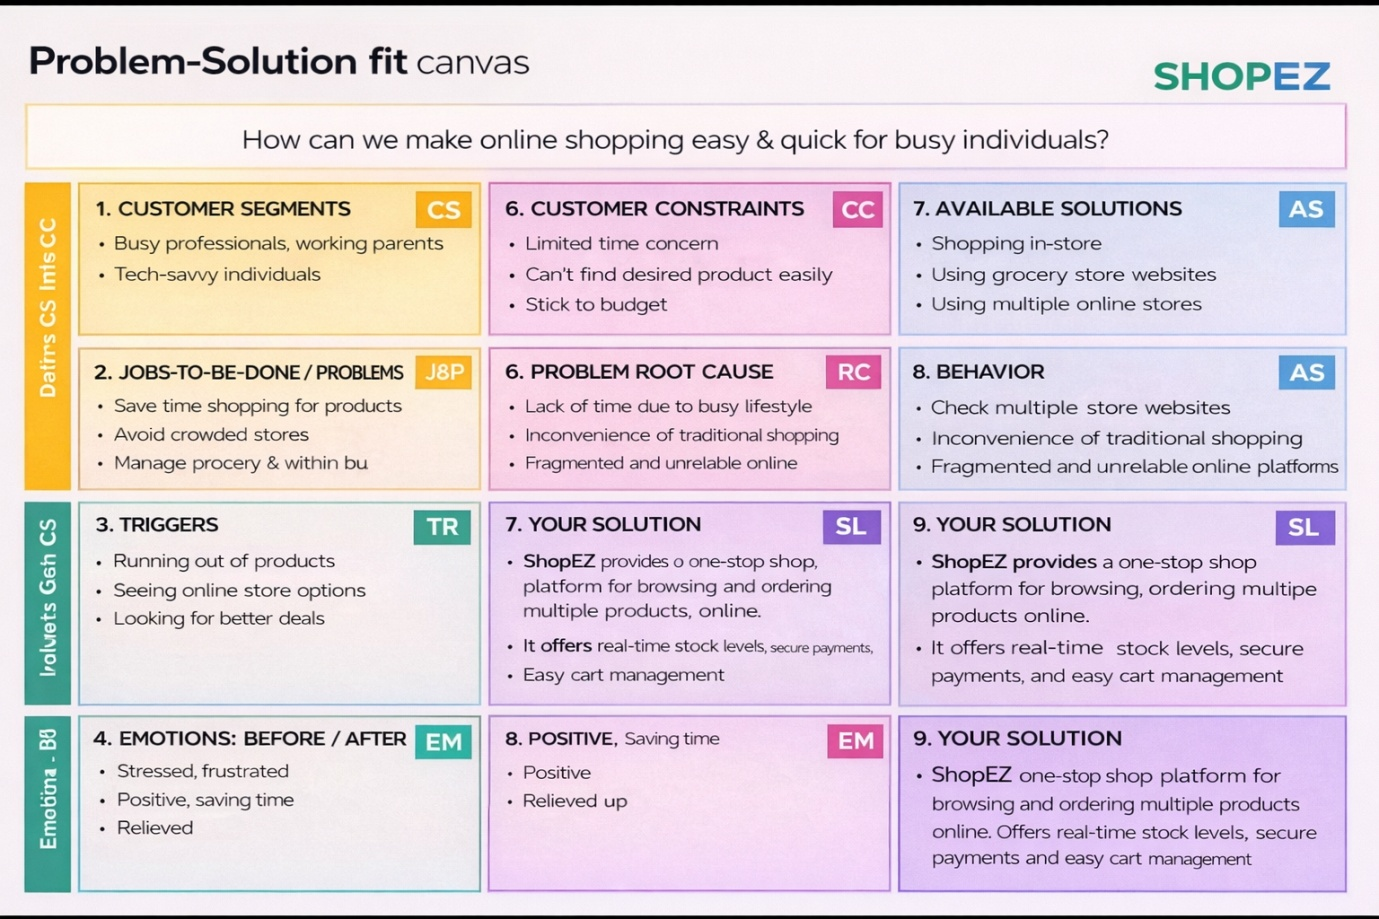 Problem-Solution fit canvas
SHOPEZ
How can we make online shopping easy & quick for busy individuals?
1. CUSTOMER SEGMENTS
CS
• Busy professionals, working parents
• Tech-savvy individuals
6. CUSTOMER CONSTRAINTS
CC
• Limited time concern
• Can't find desired product easily
• Stick to budget
7. AVAILABLE SOLUTIONS
AS
• Shopping in-store
• Using grocery store websites
• Using multiple online stores
2. JOBS-TO-BE-DONE / PROBLEMS
J8P
• Save time shopping for products
• Avoid crowded stores
• Manage procery & within bu
6. PROBLEM ROOT CAUSE
RC
• Lack of time due to busy lifestyle
• Inconvenience of traditional shopping
• Fragmented and unrelable online
8. BEHAVIOR
AS
• Check multiple store websites
• Inconvenience of traditional shopping
• Fragmented and unrelable online platforms
CS
CC
3. TRIGGERS
TR
• Running out of products
• Seeing online store options
• Looking for better deals
7. YOUR SOLUTION
SL
• ShopEZ provides o one-stop shop,
platform for browsing and ordering
multiple products, online.
• It offers real-time stock levels, secure payments,
• Easy cart management
9. YOUR SOLUTION
SL
• ShopEZ provides a one-stop shop
platform for browsing, ordering multipe
products online.
• It offers real-time stock levels, secure
payments, and easy cart management
CS
4. EMOTIONS: BEFORE / AFTER
EM
• Stressed, frustrated
• Positive, saving time
• Relieved
8. POSITIVE, Saving time
EM
• Positive
• Relieved up
9. YOUR SOLUTION
• ShopEZ one-stop shop platform for
browsing and ordering multiple products
online. Offers real-time stock levels, secure
payments and easy cart management